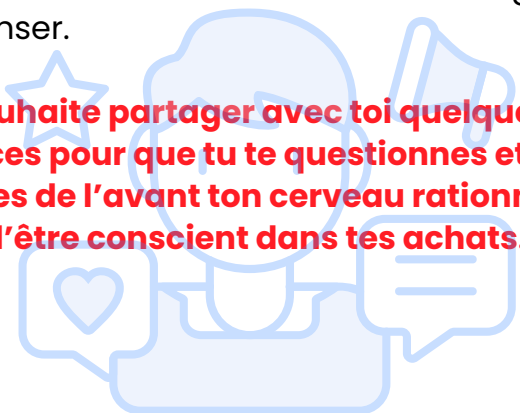 nser.
uhaite partager avec toi quelque
ces pour que tu te questionnes et
es de l’avant ton cerveau rationn
l’être conscient dans tes achats.